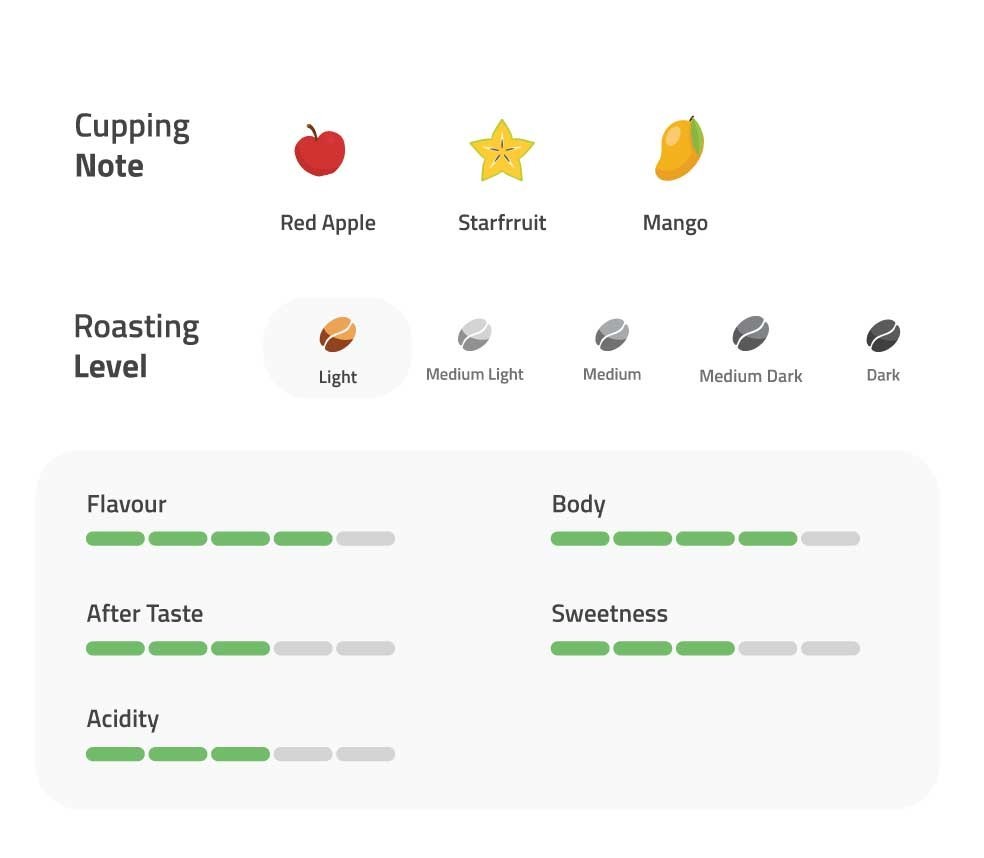 Cupping
Note
Red Apple
Starfrruit
Mango
Roasting
Level
Light
Medium Light
Medium
Medium Dark
Dark
Flavour
Body
After Taste
Sweetness
Acidity